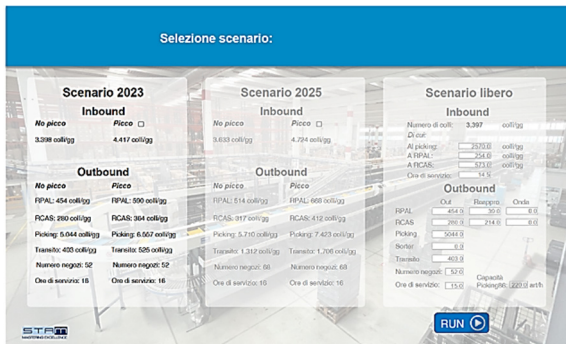 Selezione scenario:
Scenario 2023
Inbound
No picco Picco
3.398 colli/gg 4.417 colli/gg
Outbound
No picco Picco
RPAL: 454 colli/gg RPAL: 590 colli/gg
RCAS: 280 colli/gg RCAS: 364 colli/gg
Picking: 5.044 colli/gg Picking: 6.557 colli/gg
Transito: 403 colli/gg Transito: 525 colli/gg
Numero negozi: 52 Numero negozi: 52
Ore di servizio: 16 Ore di servizio: 16
Scenario 2025
Inbound
No picco Picco
3.633 colli/gg 4.724 colli/gg
Outbound
No picco Picco
RPAL: 514 colli/gg RPAL: 668 colli/gg
RCAS: 317 colli/gg RCAS: 412 colli/gg
Picking: 5.710 colli/gg Picking: 7.423 colli/gg
Transito: 1.312 colli/gg Transito: 1.706 colli/gg
Numero negozi: 68 Numero negozi: 68
Ore di servizio: 16 Ore di servizio: 16
Scenario libero
Inbound
Numero di colli: 3,397 colli/gg
Di cui:
Al picking: 2570.0 colli/gg
A RPAL: 254.0 colli/gg
A RCAS: 573.0 colli/gg
Ore di servizio: 14.5
Outbound
Out Reappro. Onda
RPAL 454.0 30.0 6.0
RCAS 280.0 214.0 6.0
Picking 5044.0
Sorter 6.0
Transito 403.0
Numero negozi: 52.0
Ore di servizio: 15.0
Capacità
Picking/lt: 220.0 wt/h
STAM
MASTERING EXCELLENCE
RUN